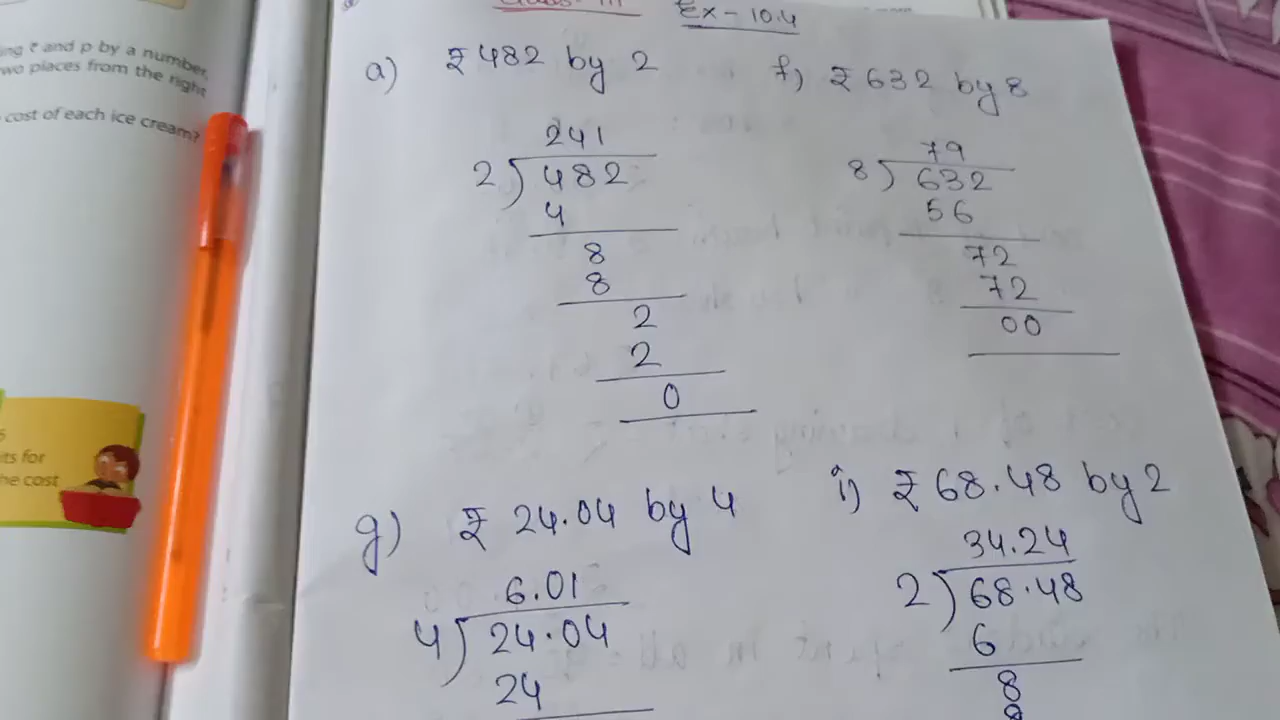 ing ₹ and p by a number,
wo places from the right
cost of each ice cream?
its for
he cost
Ex - 10.4
a) ₹ 482 by 2
241
2) 482
4
8
8
2
2
0
f) ₹ 632 by 8
79
8) 632
56
72
72
00
g) ₹ 24.04 by 4
6.01
4) 24.04
24
i) ₹ 68.48 by 2
34.24
2) 68.48
6
8
8